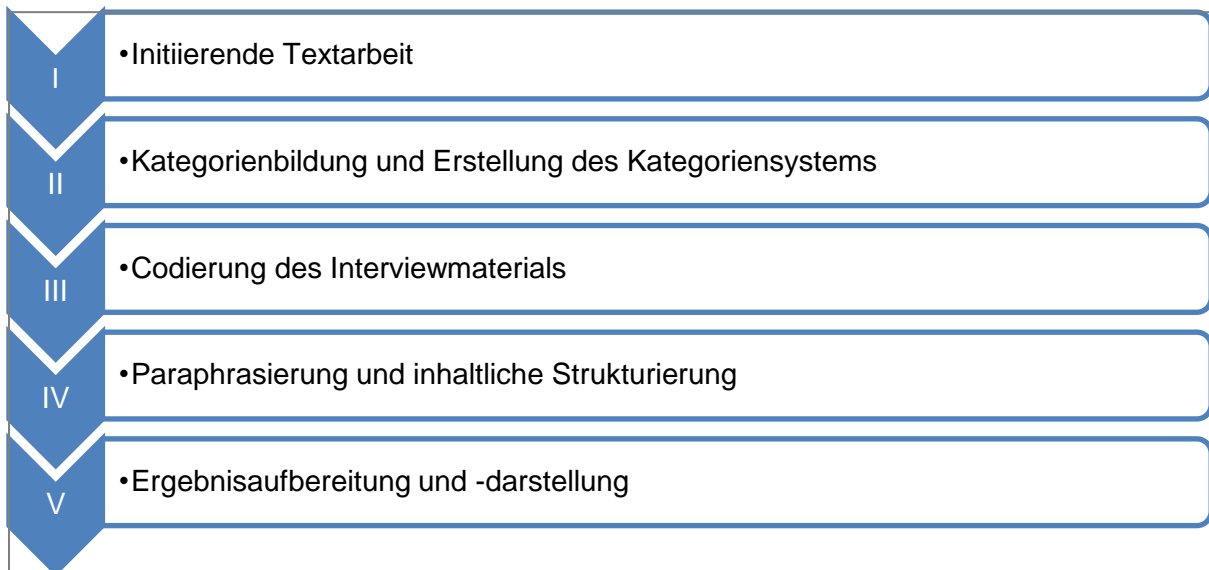 I
•Initiierende Textarbeit
II
•Kategorienbildung und Erstellung des Kategoriensystems
III
•Codierung des Interviewmaterials
IV
•Paraphrasierung und inhaltliche Strukturierung
V
•Ergebnisaufbereitung und -darstellung